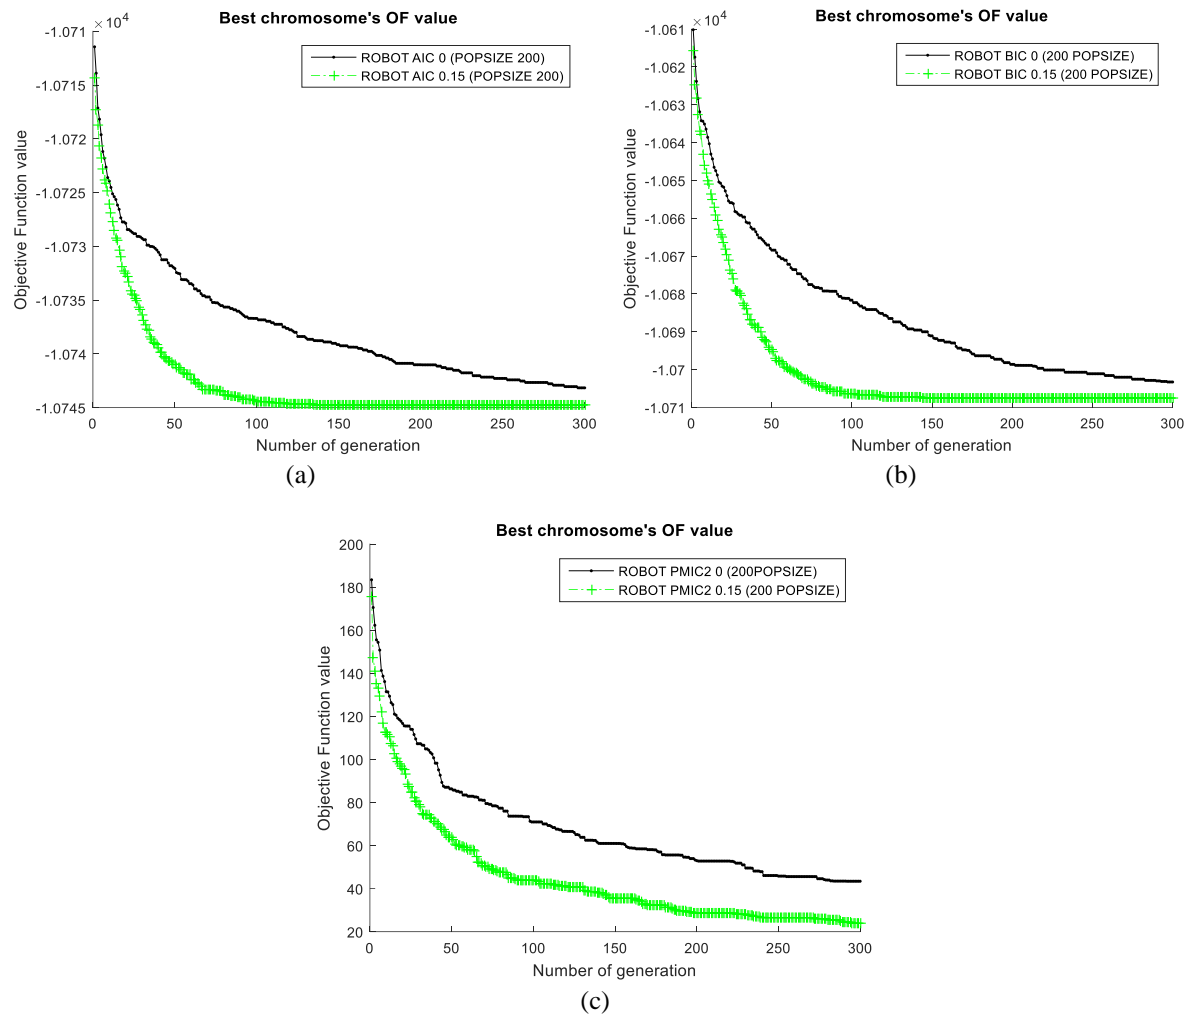 Best chromosome's OF value
×10⁴
-1.071
-1.0715
-1.072
-1.0725
-1.073
-1.0735
-1.074
-1.0745
Objective Function value
ROBOT AIC 0 (POPSIZE 200)
ROBOT AIC 0.15 (POPSIZE 200)
0 50 100 150 200 250 300
Number of generation
(a)
Best chromosome's OF value
×10⁴
-1.061
-1.062
-1.063
-1.064
-1.065
-1.066
-1.067
-1.068
-1.069
-1.07
-1.071
Objective Function value
ROBOT BIC 0 (200 POPSIZE)
ROBOT BIC 0.15 (200 POPSIZE)
0 50 100 150 200 250 300
Number of generation
(b)
Best chromosome's OF value
200
180
160
140
120
100
80
60
40
20
Objective Function value
ROBOT PMIC2 0 (200POPSIZE)
ROBOT PMIC2 0.15 (200 POPSIZE)
0 50 100 150 200 250 300
Number of generation
(c)